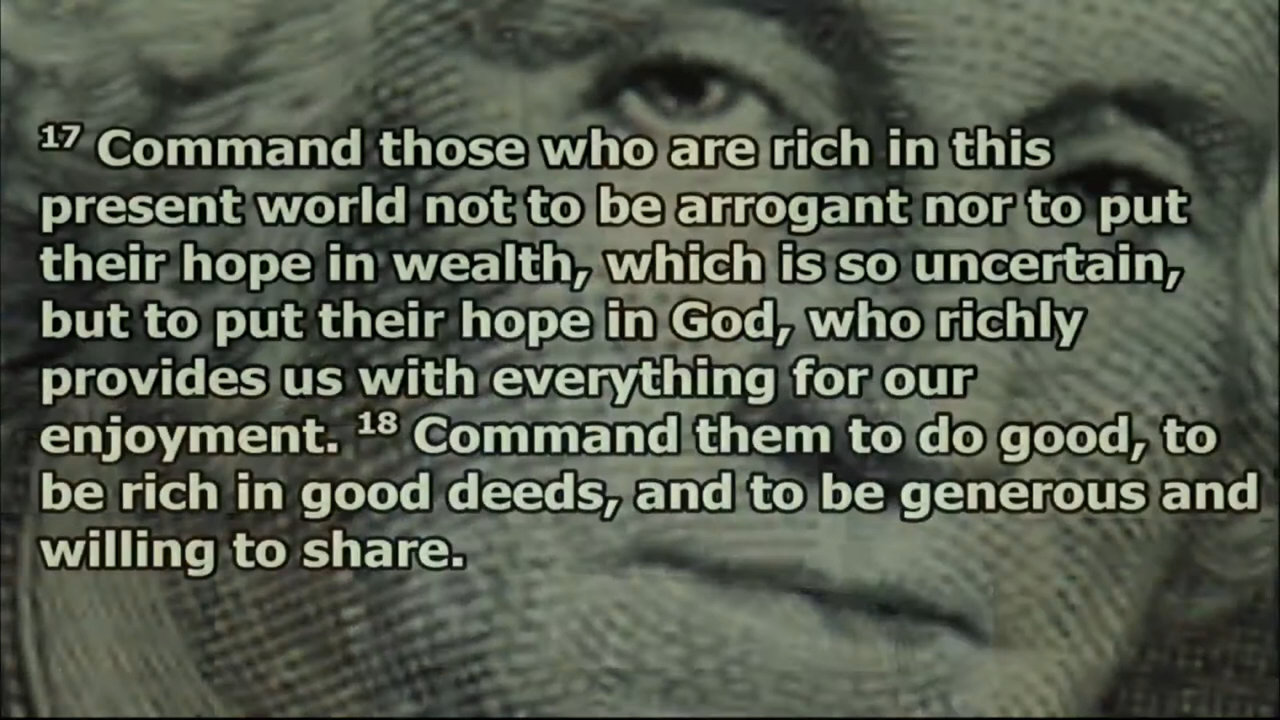 ¹⁷ Command those who are rich in this
present world not to be arrogant nor to put
their hope in wealth, which is so uncertain,
but to put their hope in God, who richly
provides us with everything for our
enjoyment. ¹⁸ Command them to do good, to
be rich in good deeds, and to be generous and
willing to share.